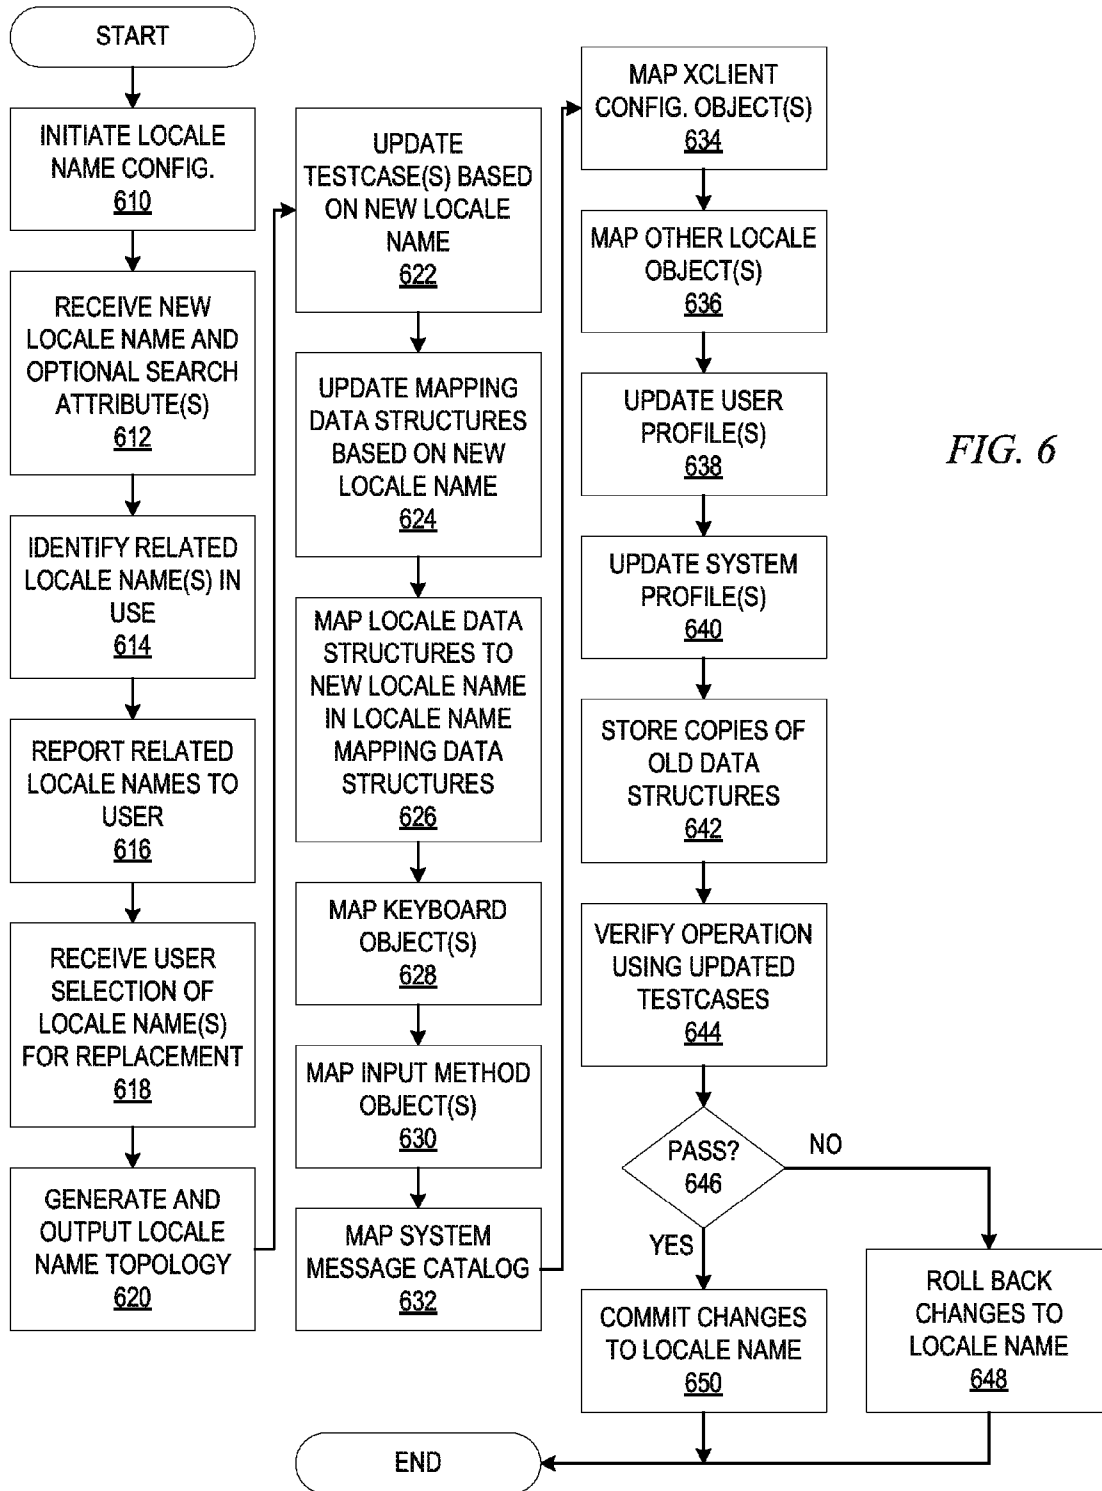 START
INITIATE LOCALE
NAME CONFIG.
610
RECEIVE NEW
LOCALE NAME AND
OPTIONAL SEARCH
ATTRIBUTE(S)
612
IDENTIFY RELATED
LOCALE NAME(S) IN
USE
614
REPORT RELATED
LOCALE NAMES TO
USER
616
RECEIVE USER
SELECTION OF
LOCALE NAME(S)
FOR REPLACEMENT
618
GENERATE AND
OUTPUT LOCALE
NAME TOPOLOGY
620
UPDATE
TESTCASE(S) BASED
ON NEW LOCALE
NAME
622
UPDATE MAPPING
DATA STRUCTURES
BASED ON NEW
LOCALE NAME
624
MAP LOCALE DATA
STRUCTURES TO
NEW LOCALE NAME
IN LOCALE NAME
MAPPING DATA
STRUCTURES
626
MAP KEYBOARD
OBJECT(S)
628
MAP INPUT METHOD
OBJECT(S)
630
MAP SYSTEM
MESSAGE CATALOG
632
MAP XCLIENT
CONFIG. OBJECT(S)
634
MAP OTHER LOCALE
OBJECT(S)
636
UPDATE USER
PROFILE(S)
638
UPDATE SYSTEM
PROFILE(S)
640
STORE COPIES OF
OLD DATA
STRUCTURES
642
VERIFY OPERATION
USING UPDATED
TESTCASES
644
PASS?
646
NO
YES
COMMIT CHANGES
TO LOCALE NAME
650
ROLL BACK
CHANGES TO
LOCALE NAME
648
END
FIG. 6